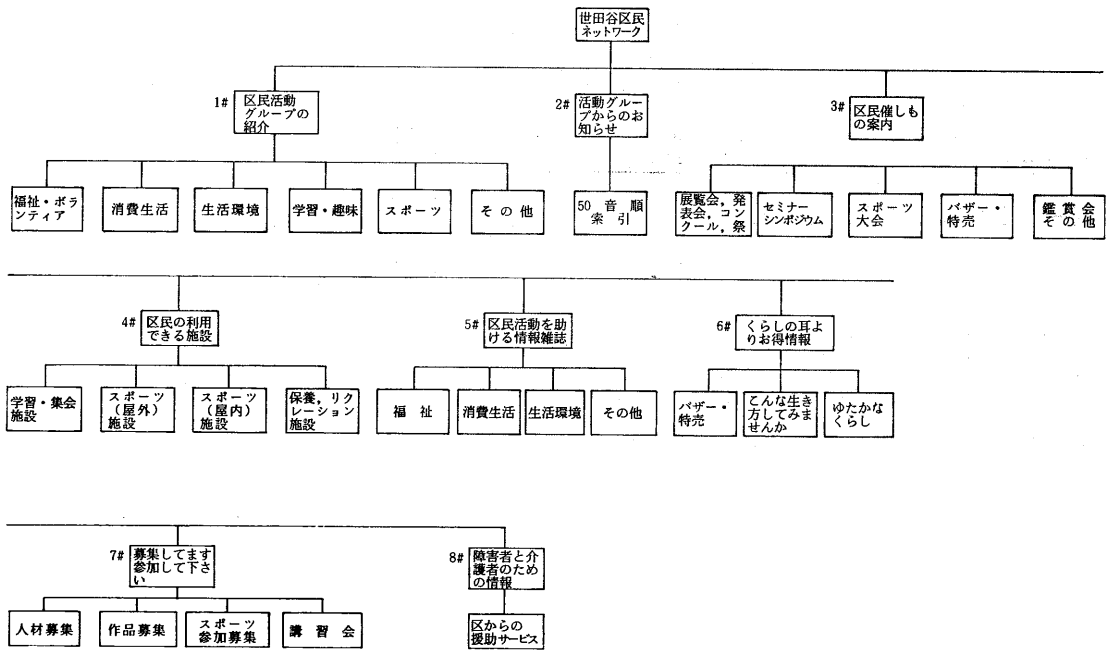 世田谷区民
ネットワーク
1#
区民活動
グループの
紹介
2#
活動グルー
プからのお
知らせ
3#
区民催しも
の案内
福祉・ボラ
ンティア
消費生活
生活環境
学習・趣味
スポーツ
その他
50音順
索引
展覧会,発
表会,コン
クール,祭
セミナー
シンポジウム
スポーツ
大会
バザー・
特売
鑑賞会
その他
4#
区民の利用
できる施設
5#
区民活動を助
ける情報雑誌
6#
くらしの耳よ
りお得情報
学習・集会
施設
スポーツ
(屋外)
施設
スポーツ
(屋内)
施設
保養,リク
レーション
施設
福祉
消費生活
生活環境
その他
バザー・
特売
こんな生き
方してみま
せんか
ゆたかな
くらし
7#
募集してます
参加して下さ
い
8#
障害者と介
護者のため
の情報
人材募集
作品募集
スポーツ
参加募集
講習会
区からの
援助サービス